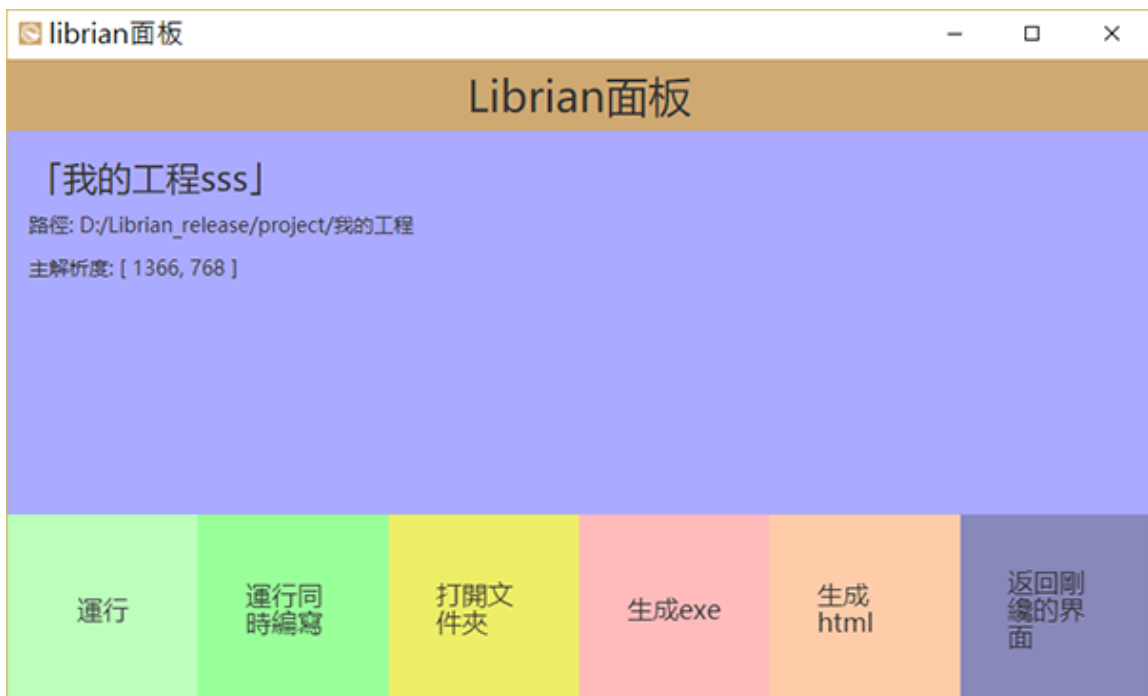 librian面板
Librian面板
「我的工程sss」
路徑: D:/Librian_release/project/我的工程
主解析度: [ 1366, 768 ]
運行
運行同
時編寫
打開文
件夾
生成exe
生成
html
返回剛
纔的界
面